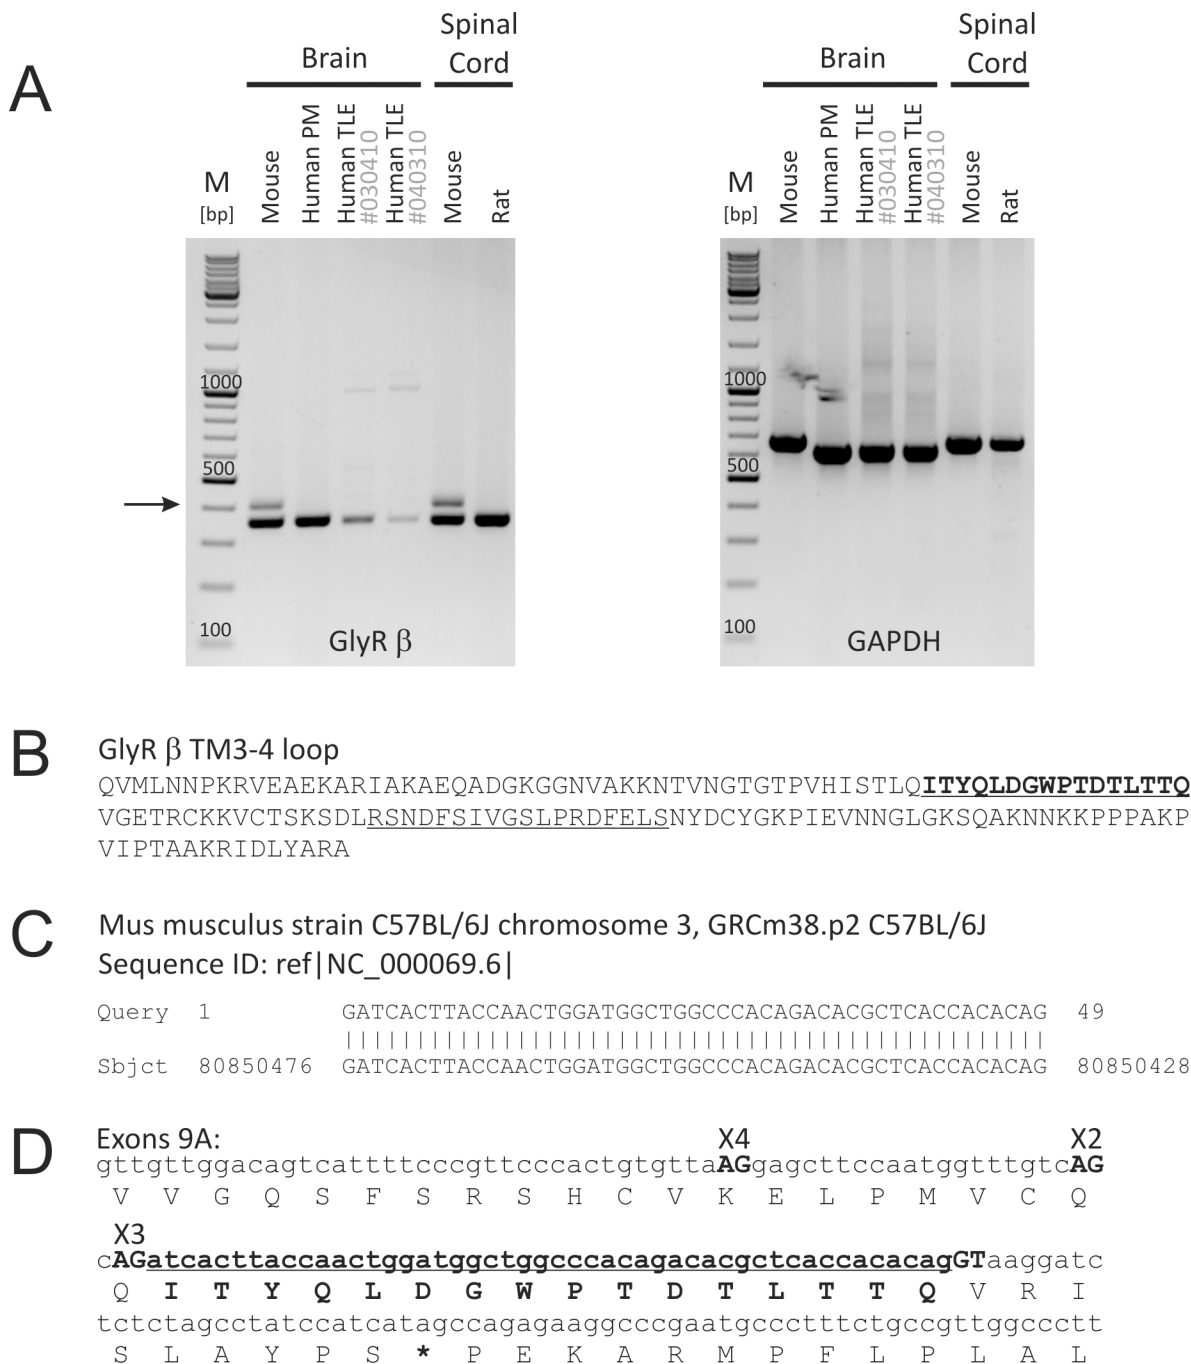 A
Brain
Spinal
Cord
M
[bp]
Mouse
Human PM
Human TLE
#030410
Human TLE
#040310
Mouse
Rat
1000
500
100
GlyR β
Brain
Spinal
Cord
M
[bp]
Mouse
Human PM
Human TLE
#030410
Human TLE
#040310
Mouse
Rat
1000
500
100
GAPDH
B
GlyR β TM3-4 loop
QVMLNNPKRVEAEKARIAKAEQADGKGGNVAKKNTVNGTGTPVHISTLQITYQLDGWPTDTLTTQ
VGETRCKKVCTSKSDLRSNDFSIVGSLPRDFELSNYDCYGKPIEVNNGLGKSQAKNNKKPPPAKP
VIPTAAKRIDLYARA
C
Mus musculus strain C57BL/6J chromosome 3, GRCm38.p2 C57BL/6J
Sequence ID: ref|NC_000069.6|
Query 1 GATCACTTACCAACTGGATGGCTGGCCCACAGACACGCTCACCACACAG 49
Sbjct 80850476 GATCACTTACCAACTGGATGGCTGGCCCACAGACACGCTCACCACACAG 80850428
D
Exons 9A:
X4 X2
gttgttggacagtcattttcccgttcccactgtgttaAGgagcttccaatggtttgtcAG
V V G Q S F S R S H C V K E L P M V C Q
X3
cAGatcacttaccaactggatggctggcccacagacacgctcaccacacagGTaaggatc
Q I T Y Q L D G W P T D T L T T Q V R I
tctctagcctatccatcatagccagagaaggcccgaatgccctttctgccgttggccctt
S L A Y P S * P E K A R M P F L P L A L